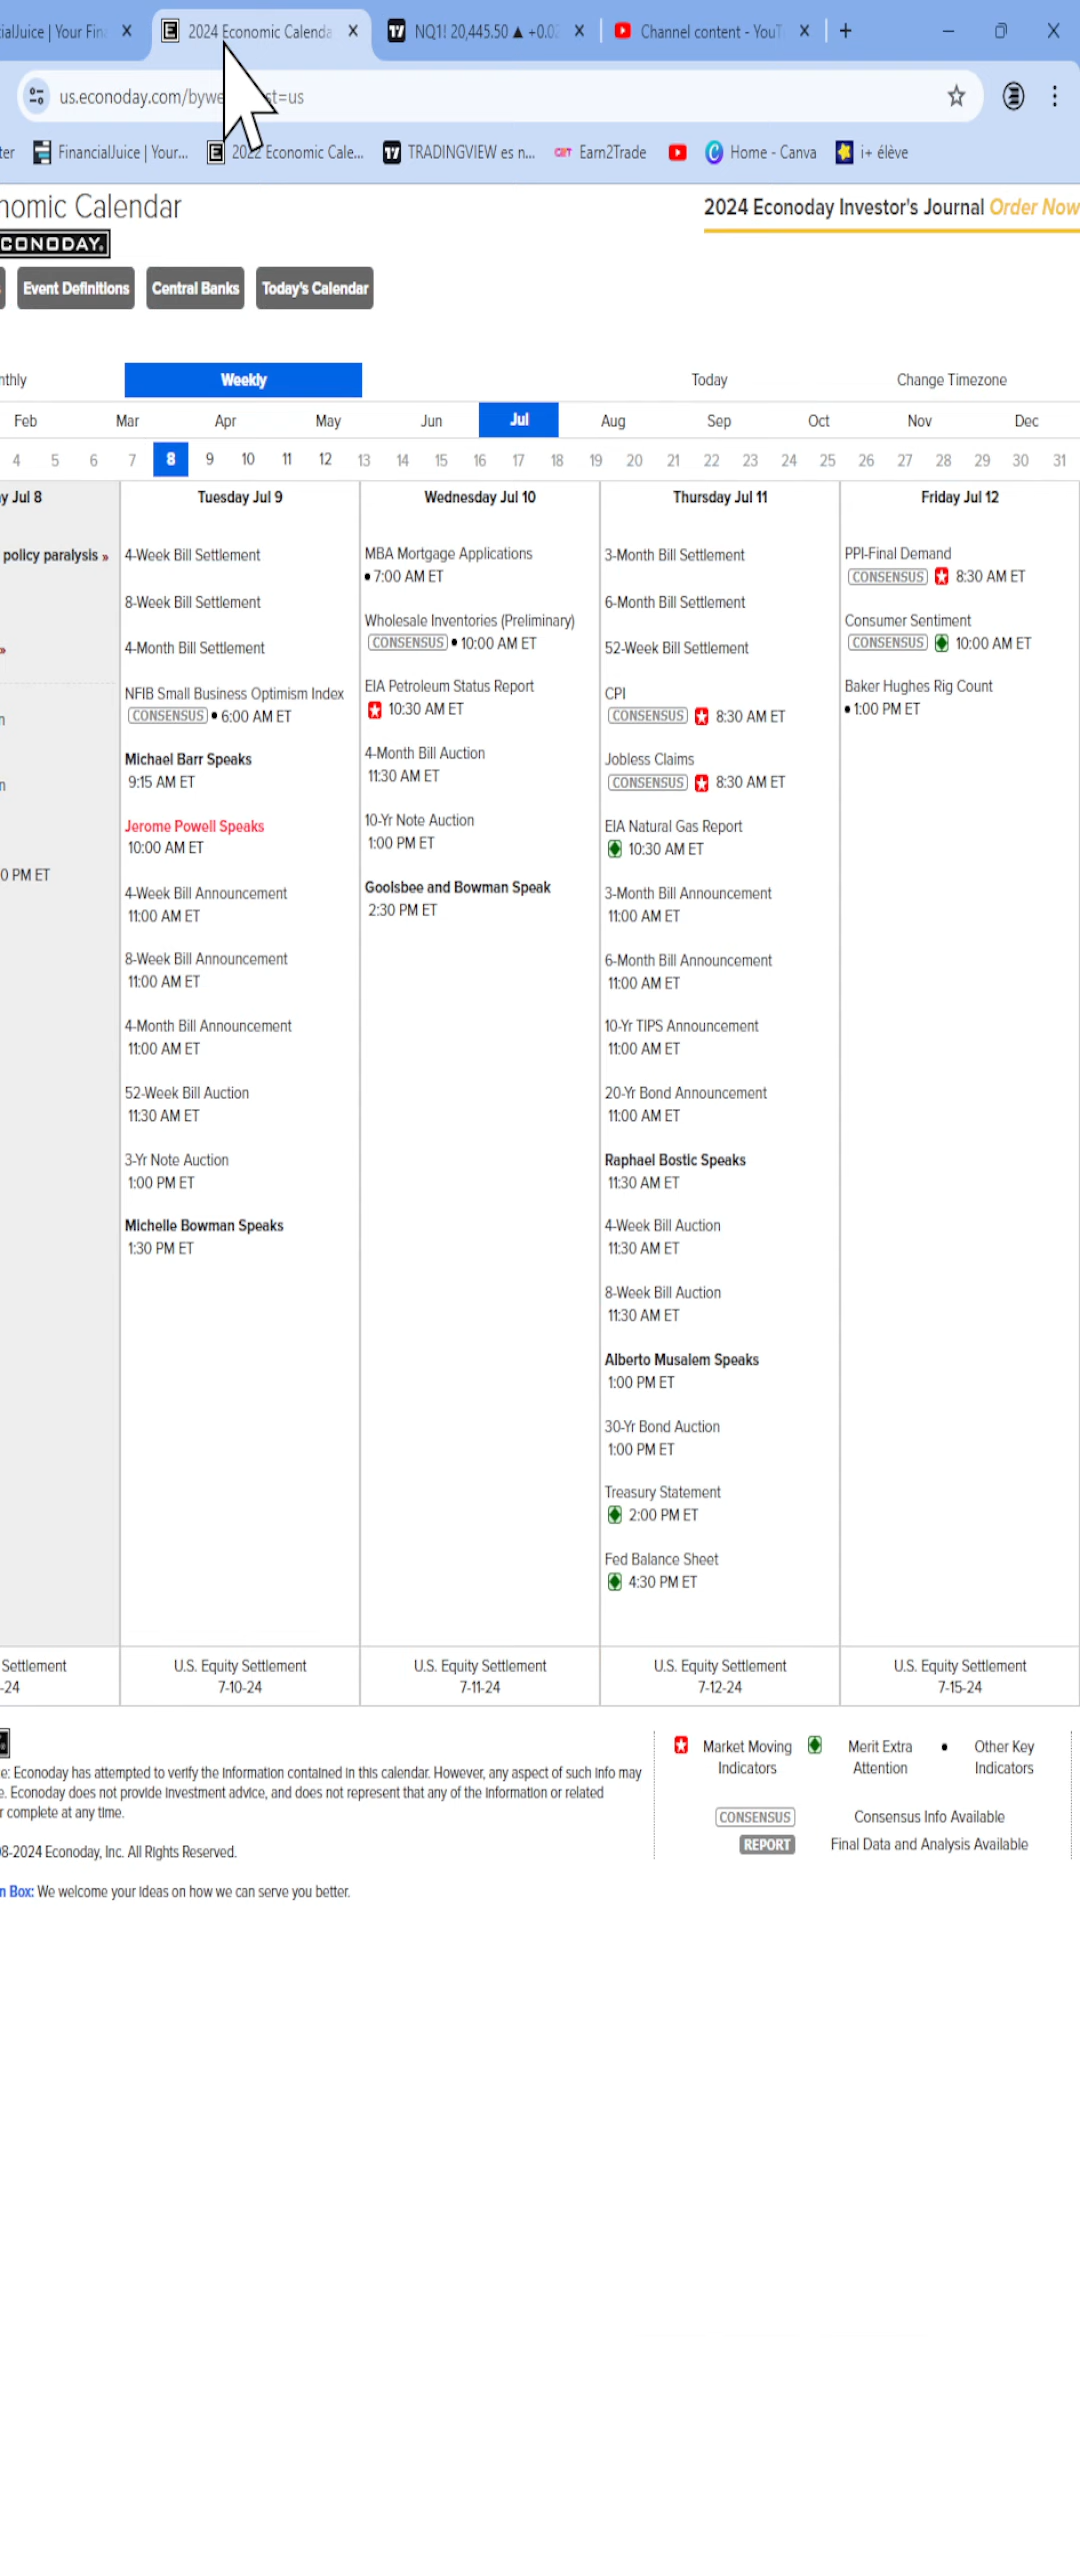 ialJuice | Your Fin
2024 Economic Calenda
NQ1! 20,445.50 ▲ +0.0
Channel content - YouT
us.econoday.com/bywe st=us
ter
FinancialJuice | Your...
2022 Economic Cale...
TRADINGVIEW es n...
Earn2Trade
Home - Canva
i+ élève
nomic Calendar
2024 Econoday Investor's Journal Order Now
CONODAY.
Event Definitions
Central Banks
Today's Calendar
nthly
Weekly
Today
Change Timezone
Feb Mar Apr May Jun Jul Aug Sep Oct Nov Dec
4 5 6 7 8 9 10 11 12 13 14 15 16 17 18 19 20 21 22 23 24 25 26 27 28 29 30 31
y Jul 8
policy paralysis »
»
n
n
0 PM ET
Settlement
-24
Tuesday Jul 9
4-Week Bill Settlement
8-Week Bill Settlement
4-Month Bill Settlement
NFIB Small Business Optimism Index
CONSENSUS • 6:00 AM ET
Michael Barr Speaks
9:15 AM ET
Jerome Powell Speaks
10:00 AM ET
4-Week Bill Announcement
11:00 AM ET
8-Week Bill Announcement
11:00 AM ET
4-Month Bill Announcement
11:00 AM ET
52-Week Bill Auction
11:30 AM ET
3-Yr Note Auction
1:00 PM ET
Michelle Bowman Speaks
1:30 PM ET
U.S. Equity Settlement
7-10-24
Wednesday Jul 10
MBA Mortgage Applications
• 7:00 AM ET
Wholesale Inventories (Preliminary)
CONSENSUS • 10:00 AM ET
EIA Petroleum Status Report
10:30 AM ET
4-Month Bill Auction
11:30 AM ET
10-Yr Note Auction
1:00 PM ET
Goolsbee and Bowman Speak
2:30 PM ET
U.S. Equity Settlement
7-11-24
Thursday Jul 11
3-Month Bill Settlement
6-Month Bill Settlement
52-Week Bill Settlement
CPI
CONSENSUS 8:30 AM ET
Jobless Claims
CONSENSUS 8:30 AM ET
EIA Natural Gas Report
10:30 AM ET
3-Month Bill Announcement
11:00 AM ET
6-Month Bill Announcement
11:00 AM ET
10-Yr TIPS Announcement
11:00 AM ET
20-Yr Bond Announcement
11:00 AM ET
Raphael Bostic Speaks
11:30 AM ET
4-Week Bill Auction
11:30 AM ET
8-Week Bill Auction
11:30 AM ET
Alberto Musalem Speaks
1:00 PM ET
30-Yr Bond Auction
1:00 PM ET
Treasury Statement
2:00 PM ET
Fed Balance Sheet
4:30 PM ET
U.S. Equity Settlement
7-12-24
Friday Jul 12
PPI-Final Demand
CONSENSUS 8:30 AM ET
Consumer Sentiment
CONSENSUS 10:00 AM ET
Baker Hughes Rig Count
• 1:00 PM ET
U.S. Equity Settlement
7-15-24
e: Econoday has attempted to verify the information contained in this calendar. However, any aspect of such info may
e. Econoday does not provide investment advice, and does not represent that any of the information or related
r complete at any time.
98-2024 Econoday, Inc. All Rights Reserved.
n Box: We welcome your ideas on how we can serve you better.
Market Moving
Indicators
Merit Extra
Attention
• Other Key
Indicators
CONSENSUS Consensus Info Available
REPORT Final Data and Analysis Available